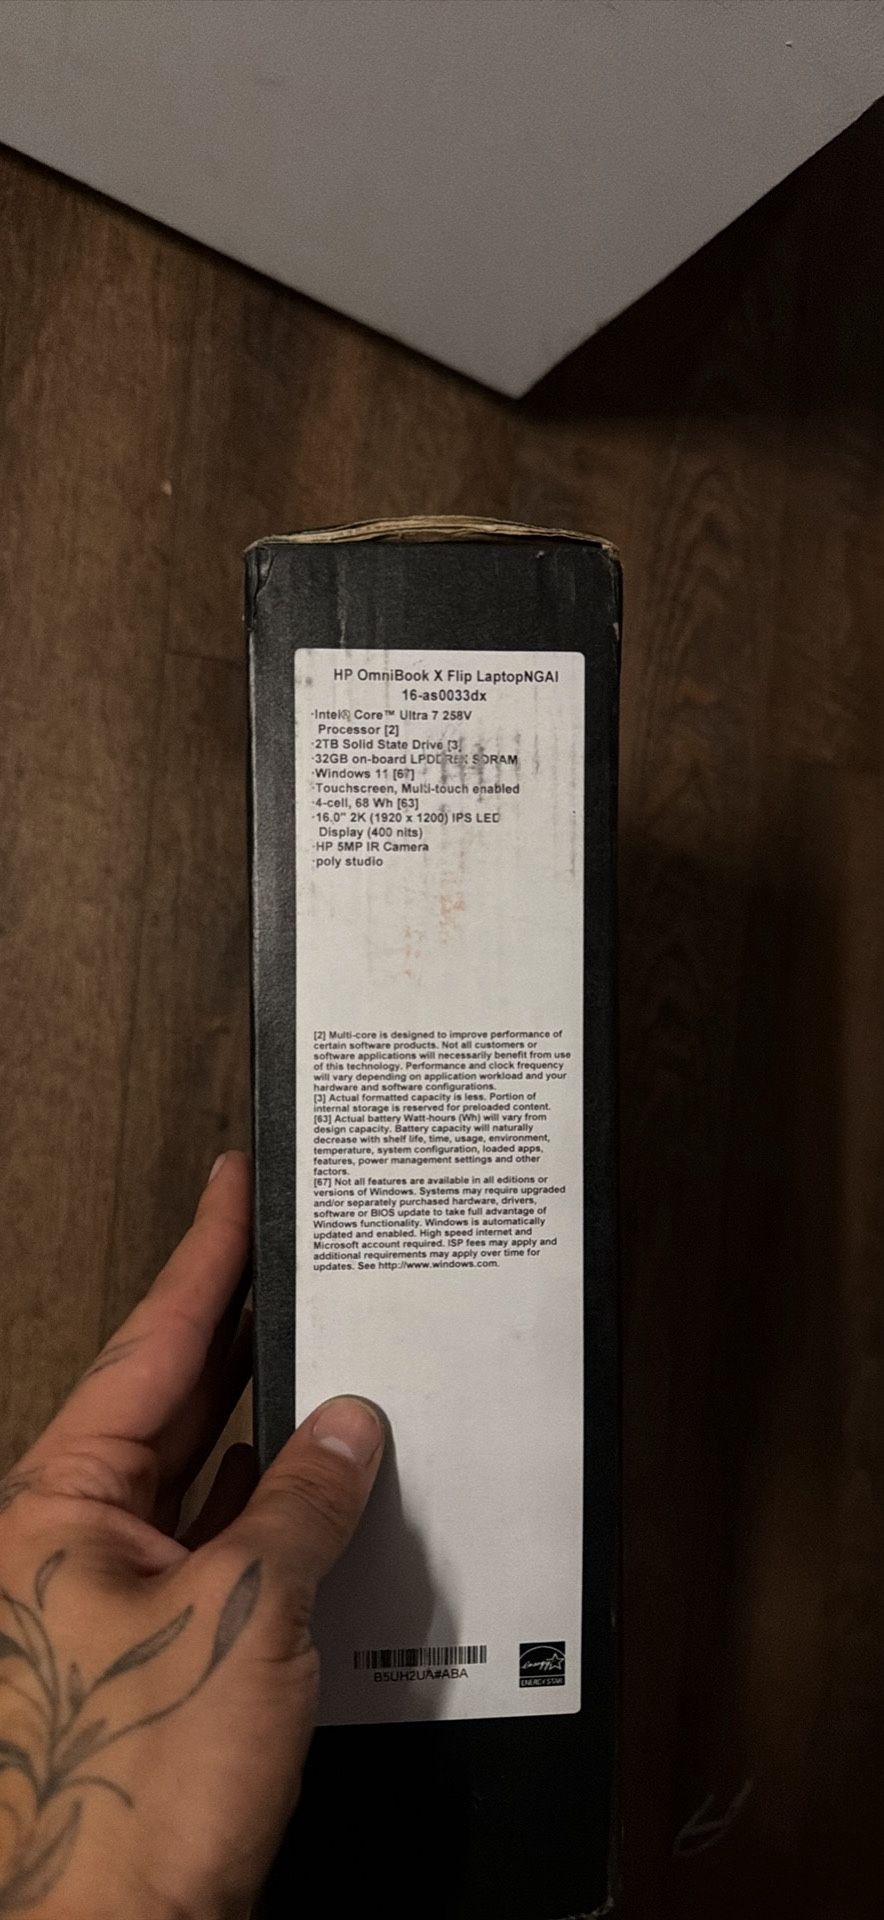 HP OmniBook X Flip LaptopNGAI
16-as0033dx
·Intel® Core™ Ultra 7 258V
Processor [2]
·2TB Solid State Drive [3]
·32GB on-board SDRAM
·Windows 11 [67]
·Touchscreen, Multi-touch enabled
·4-cell, 68 Wh [63]
·16.0" 2K (1920 x 1200) IPS LED
Display (400 nits)
·HP 5MP IR Camera
·poly studio
[2] Multi-core is designed to improve performance of
certain software products. Not all customers or
software applications will necessarily benefit from use
of this technology. Performance and clock frequency
will vary depending on application workload and your
hardware and software configurations.
[3] Actual formatted capacity is less. Portion of
internal storage is reserved for preloaded content.
[63] Actual battery Watt-hours (Wh) will vary from
design capacity. Battery capacity will naturally
decrease with shelf life, time, usage, environment,
temperature, system configuration, loaded apps,
features, power management settings and other
factors.
[67] Not all features are available in all editions or
versions of Windows. Systems may require upgraded
and/or separately purchased hardware, drivers,
software or BIOS update to take full advantage of
Windows functionality. Windows is automatically
updated and enabled. High speed internet and
Microsoft account required. ISP fees may apply and
additional requirements may apply over time for
updates. See http://www.windows.com.
B5UH2UA#ABA
energy
ENERGY STAR